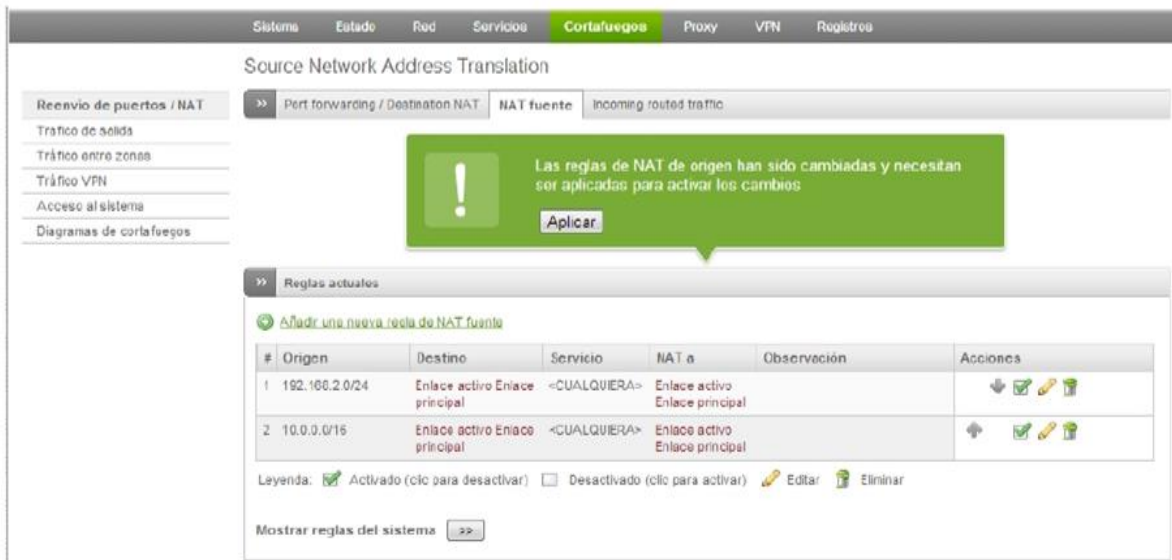 Sistema Estado Red Servicios Cortafuegos Proxy VPN Registros
Source Network Address Translation
Reenvio de puertos / NAT
Trafico de salida
Tráfico entre zonas
Tráfico VPN
Acceso al sistema
Diagramas de cortafuegos
>> Port forwarding / Destination NAT NAT fuente Incoming routed traffic
Las reglas de NAT de origen han sido cambiadas y necesitan
ser aplicadas para activar los cambios
Aplicar
>> Reglas actuales
Añadir una nueva regla de NAT fuente
# Origen Destino Servicio NAT a Observación Acciones
1 192.168.2.0/24 Enlace activo Enlace <CUALQUIERA> Enlace activo
principal Enlace principal
2 10.0.0.0/16 Enlace activo Enlace <CUALQUIERA> Enlace activo
principal Enlace principal
Leyenda: Activado (clic para desactivar) Desactivado (clic para activar) Editar Eliminar
Mostrar reglas del sistema >>